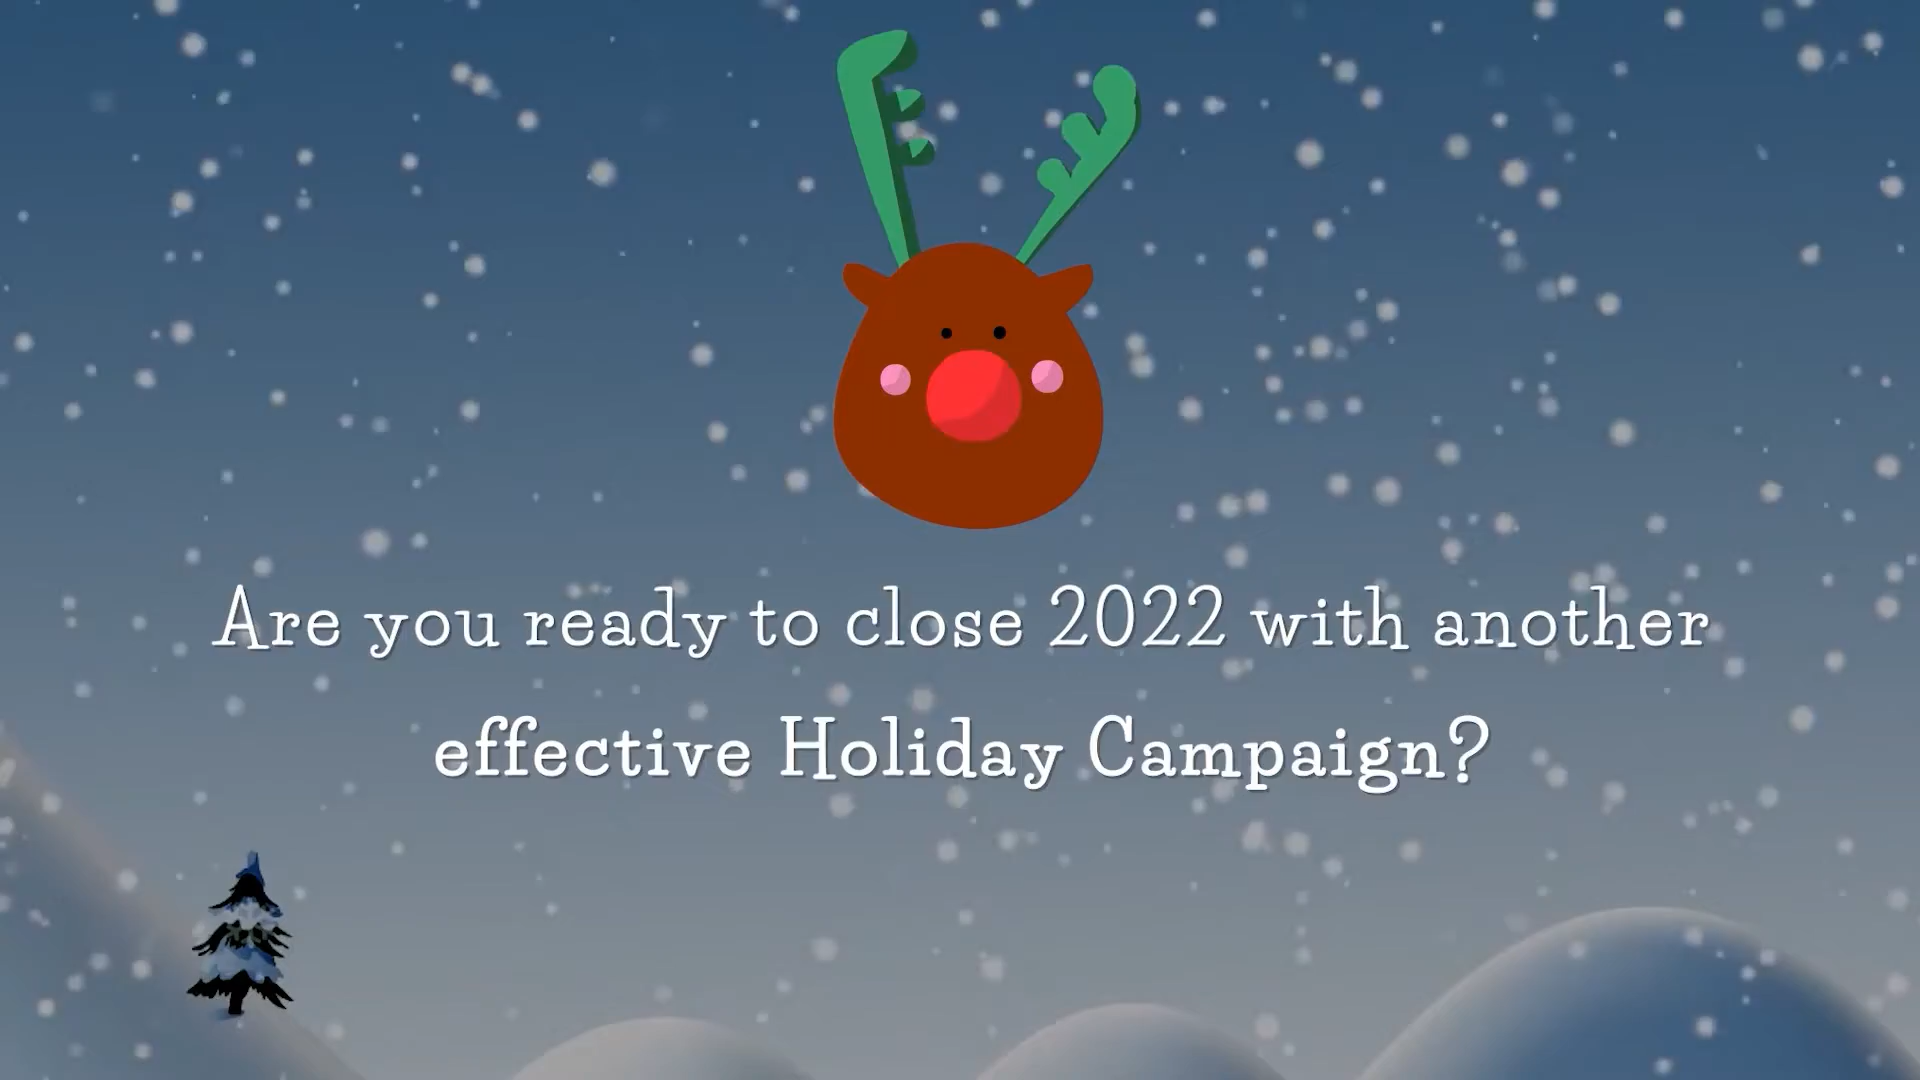 Are you ready to close 2022 with another
effective Holiday Campaign?